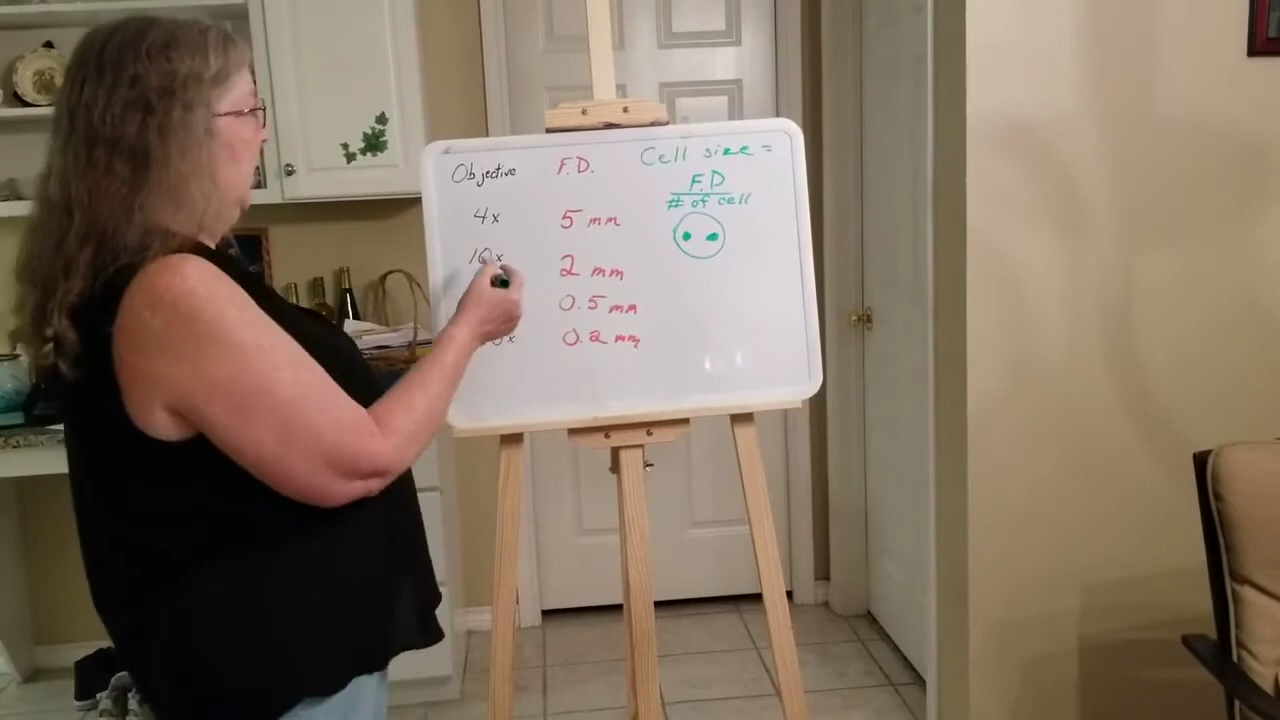 Objective F.D.
4x 5 mm
10x 2 mm
0.5 mm
x 0.2 mm
Cell size =
F.D
# of cell